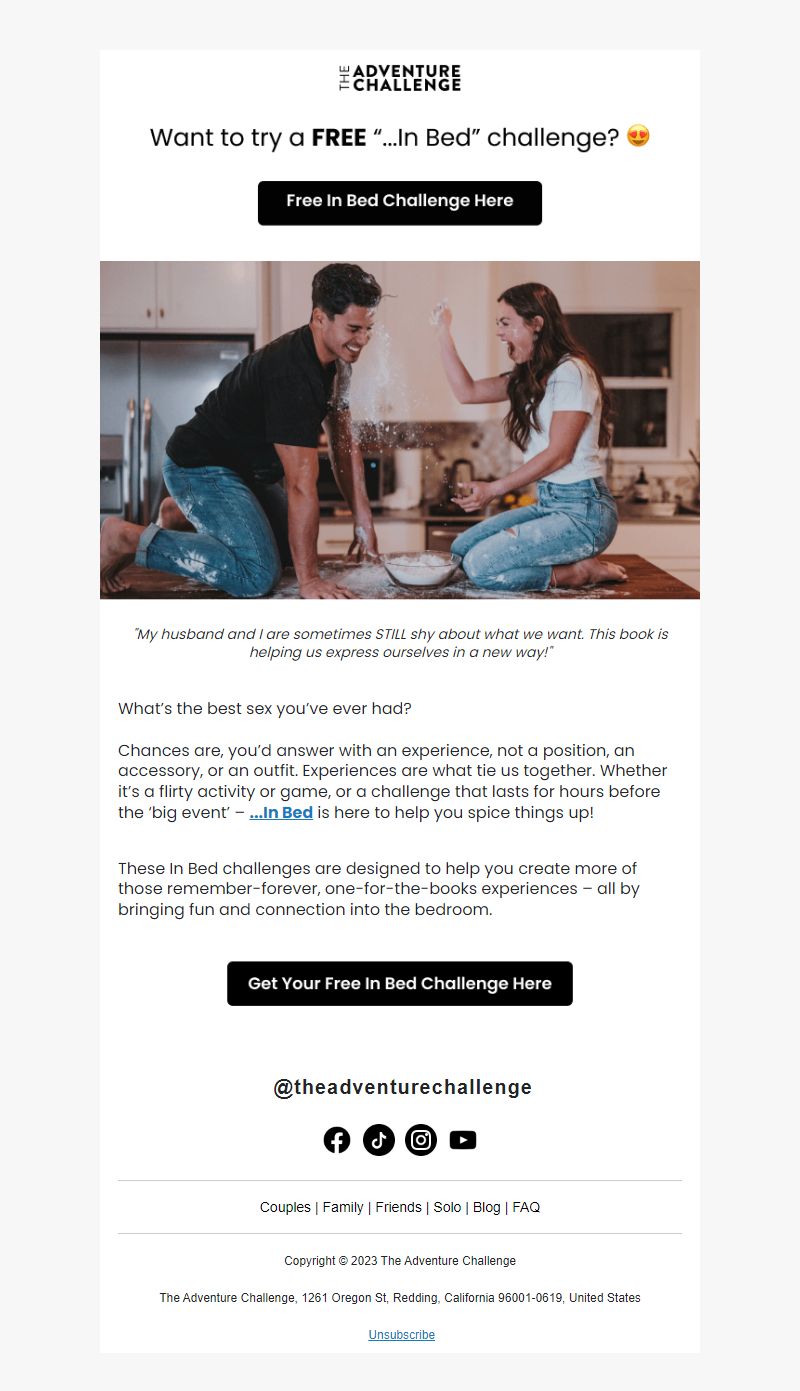 THE ADVENTURE
CHALLENGE
Want to try a FREE “...In Bed” challenge? 😍
Free In Bed Challenge Here
"My husband and I are sometimes STILL shy about what we want. This book is
helping us express ourselves in a new way!"
What’s the best sex you’ve ever had?
Chances are, you’d answer with an experience, not a position, an
accessory, or an outfit. Experiences are what tie us together. Whether
it’s a flirty activity or game, or a challenge that lasts for hours before
the ‘big event’ – ...In Bed is here to help you spice things up!
These In Bed challenges are designed to help you create more of
those remember-forever, one-for-the-books experiences – all by
bringing fun and connection into the bedroom.
Get Your Free In Bed Challenge Here
@theadventurechallenge
Couples | Family | Friends | Solo | Blog | FAQ
Copyright © 2023 The Adventure Challenge
The Adventure Challenge, 1261 Oregon St, Redding, California 96001-0619, United States
Unsubscribe